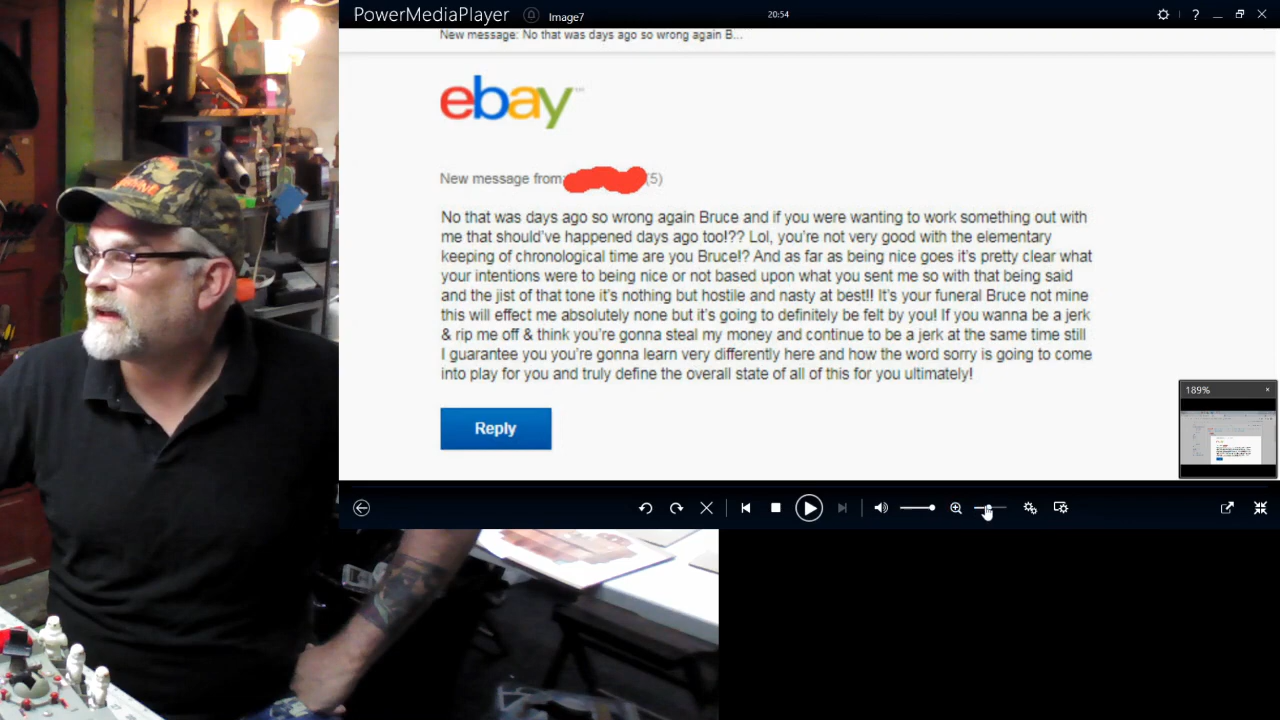 PowerMediaPlayer
Image7
20:54
New message: No that was days ago so wrong again B...
ebay
New message from: (5)
No that was days ago so wrong again Bruce and if you were wanting to work something out with
me that should've happened days ago too!?? Lol, you're not very good with the elementary
keeping of chronological time are you Bruce!? And as far as being nice goes it's pretty clear what
your intentions were to being nice or not based upon what you sent me so with that being said
and the jist of that tone it's nothing but hostile and nasty at best!! It's your funeral Bruce not mine
this will effect me absolutely none but it's going to definitely be felt by you! If you wanna be a jerk
& rip me off & think you're gonna steal my money and continue to be a jerk at the same time still
I guarantee you you're gonna learn very differently here and how the word sorry is going to come
into play for you and truly define the overall state of all of this for you ultimately!
Reply
189%